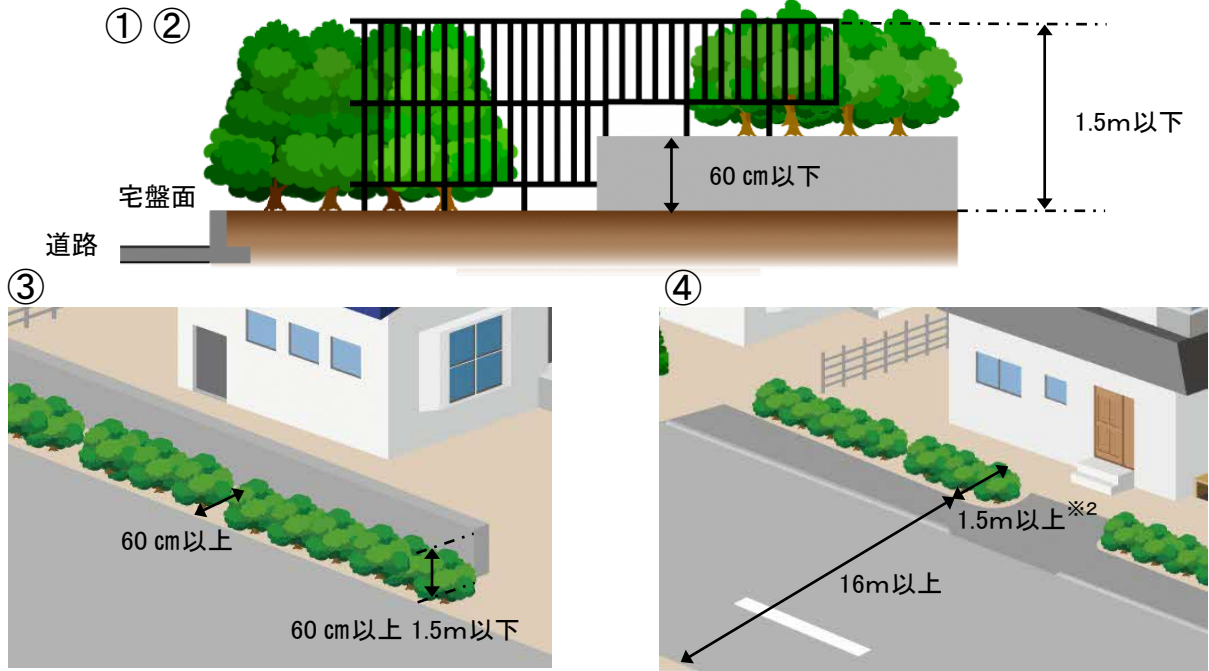 ① ②
1.5m以下
60 cm以下
宅盤面
道路
③
60 cm以上
60 cm以上 1.5m以下
④
1.5m以上※2
16m以上